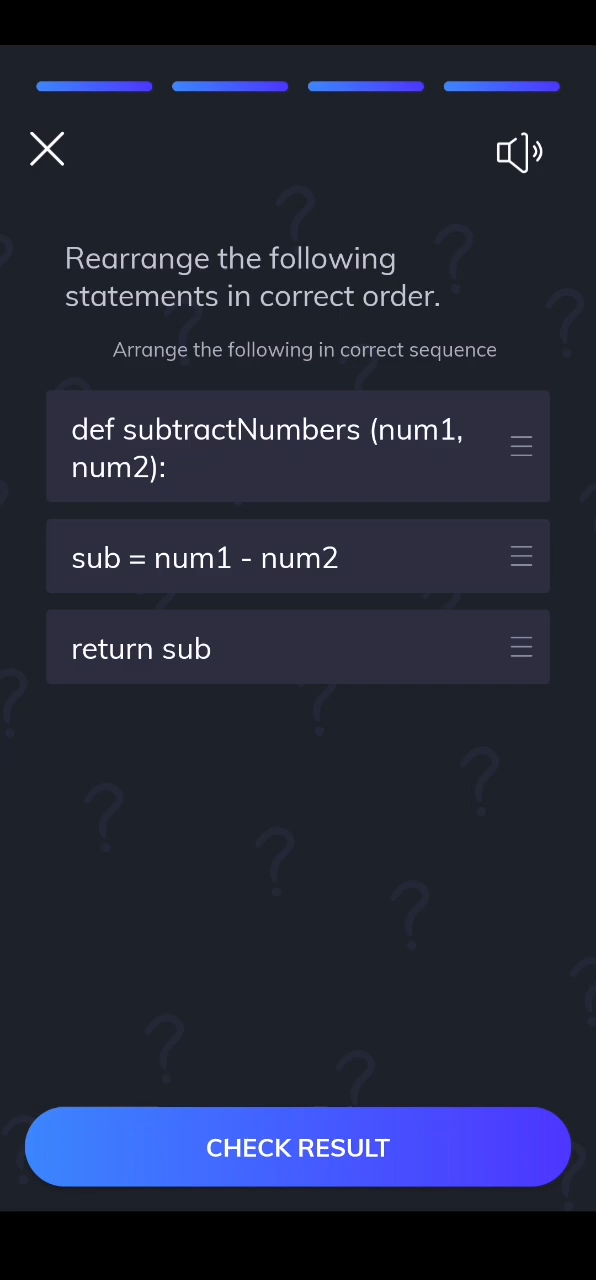 Rearrange the following
statements in correct order.
Arrange the following in correct sequence
def subtractNumbers (num1,
num2):
sub = num1 - num2
return sub
CHECK RESULT